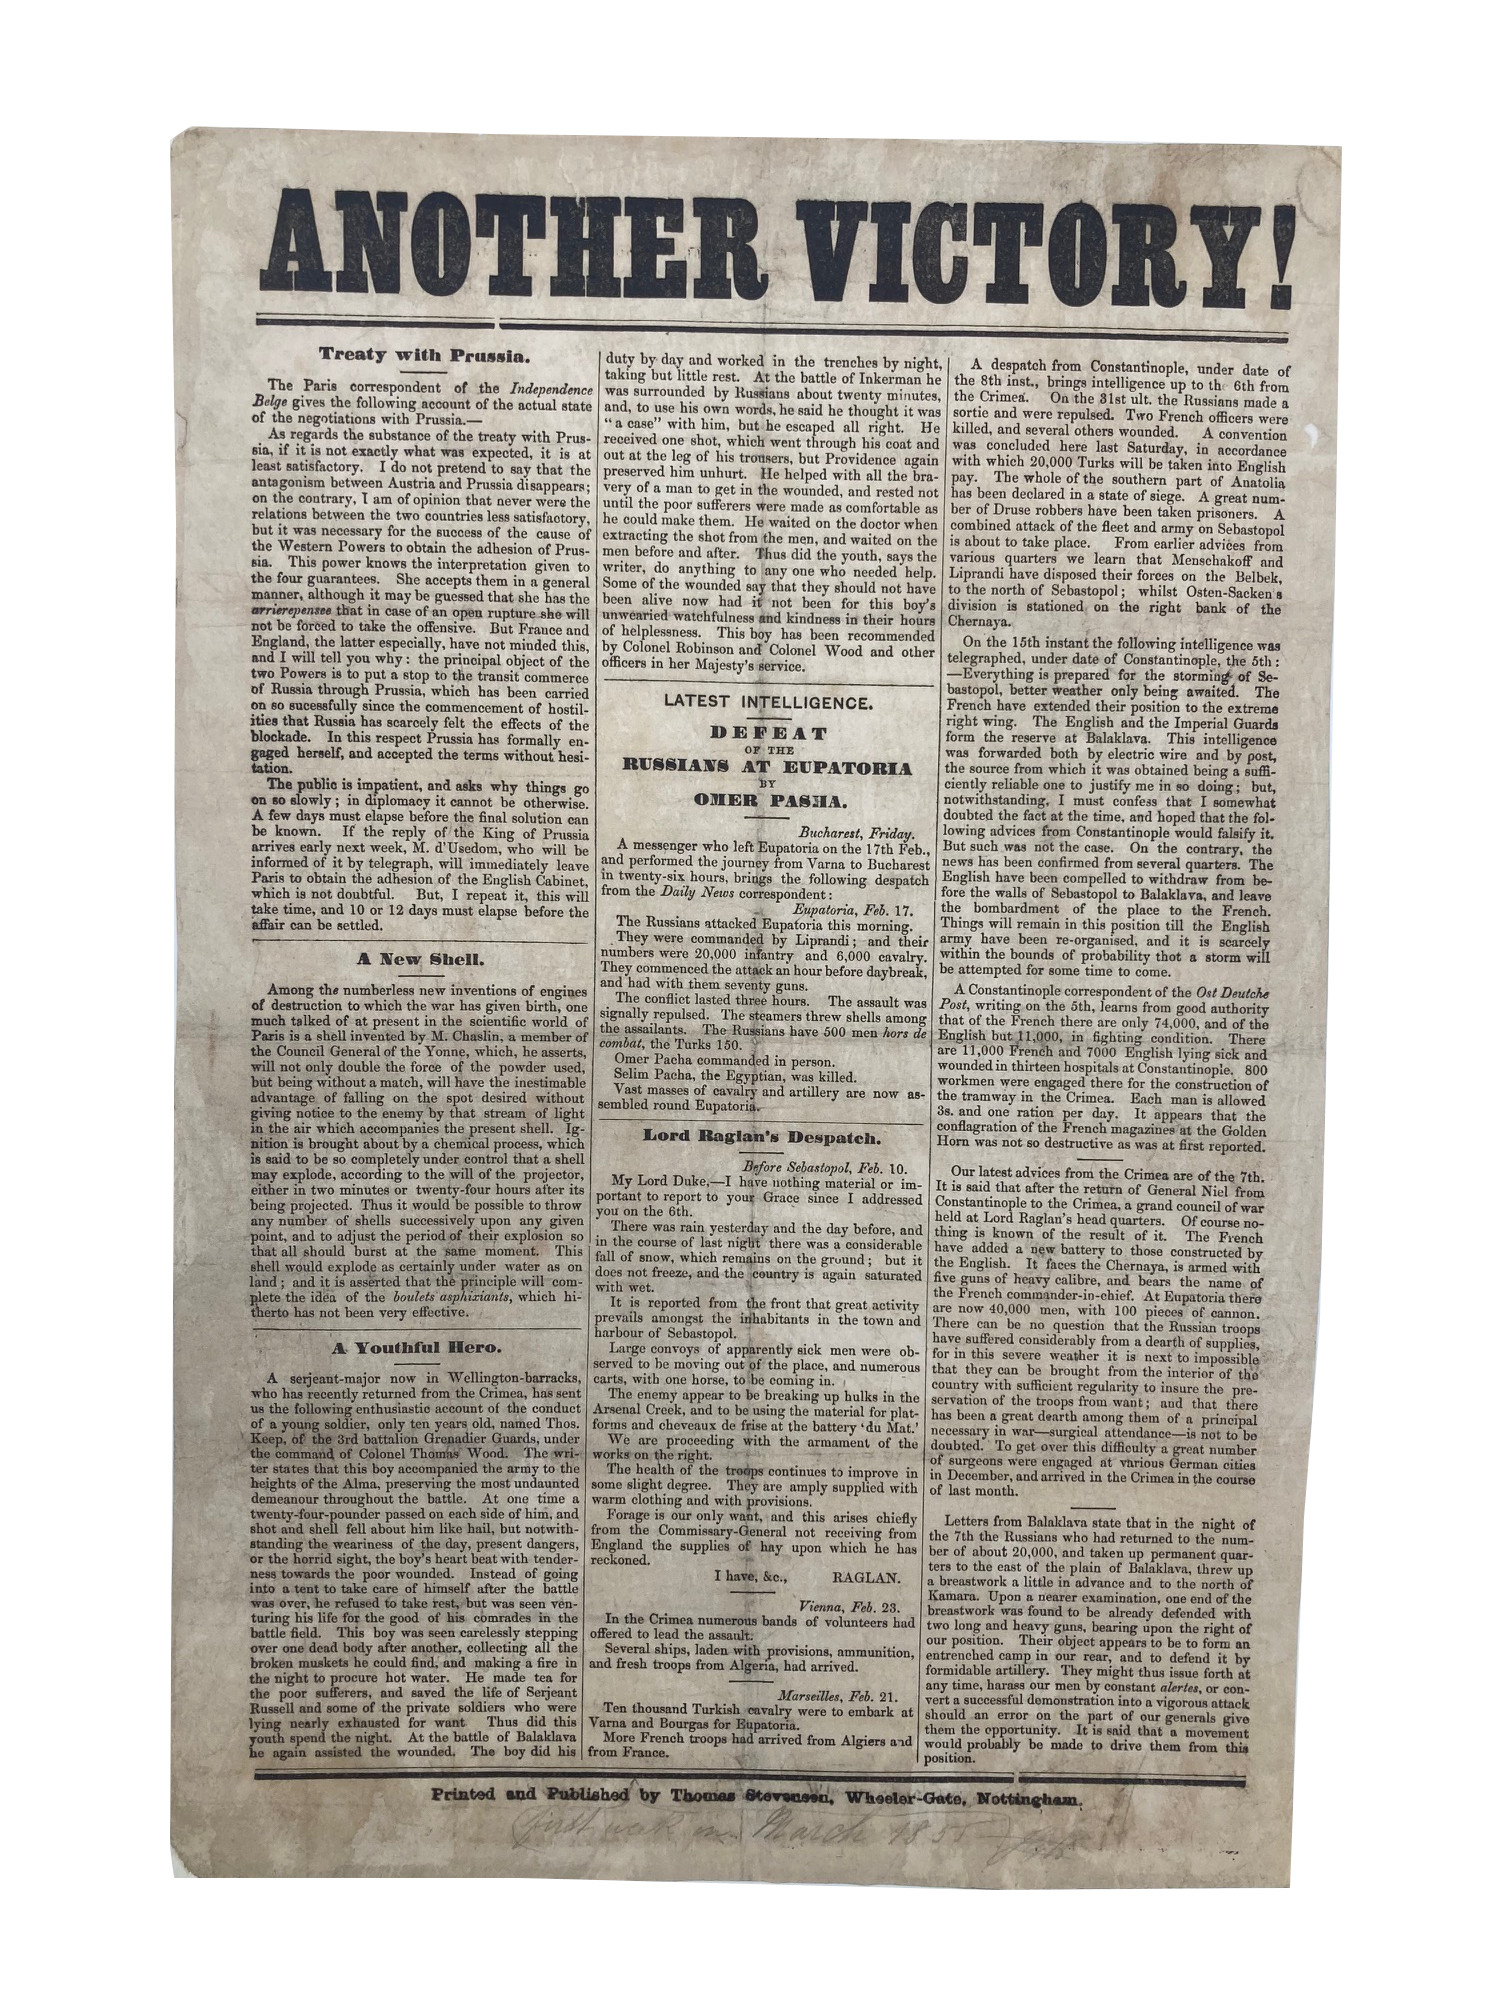 ANOTHER VICTORY!
Treaty with Prussia.
The Paris correspondent of the Independence
Belge gives the following account of the actual state
of the negotiations with Prussia.—
As regards the substance of the treaty with Prus-
sia, if it is not exactly what was expected, it is at
least satisfactory. I do not pretend to say that the
antagonism between Austria and Prussia disappears;
on the contrary, I am of opinion that never were the
relations between the two countries less satisfactory,
but it was necessary for the success of the cause of
the Western Powers to obtain the adhesion of Prus-
sia. This power knows the interpretation given to
the four guarantees. She accepts them in a general
manner, although it may be guessed that she has the
arrierepensee that in case of an open rupture she will
not be forced to take the offensive. But France and
England, the latter especially, have not minded this,
and I will tell you why: the principal object of the
two Powers is to put a stop to the transit commerce
of Russia through Prussia, which has been carried
on so sucessfully since the commencement of hostil-
ities that Russia has scarcely felt the effects of the
blockade. In this respect Prussia has formally en-
gaged herself, and accepted the terms without hesi-
tation.
The public is impatient, and asks why things go
on so slowly; in diplomacy it cannot be otherwise.
A few days must elapse before the final solution can
be known. If the reply of the King of Prussia
arrives early next week, M. d'Usedom, who will be
informed of it by telegraph, will immediately leave
Paris to obtain the adhesion of the English Cabinet,
which is not doubtful. But, I repeat it, this will
take time, and 10 or 12 days must elapse before the
affair can be settled.
A New Shell.
Among the numberless new inventions of engines
of destruction to which the war has given birth, one
much talked of at present in the scientific world of
Paris is a shell invented by M. Chaslin, a member of
the Council General of the Yonne, which, he asserts,
will not only double the force of the powder used,
but being without a match, will have the inestimable
advantage of falling on the spot desired without
giving notice to the enemy by that stream of light
in the air which accompanies the present shell. Ig-
nition is brought about by a chemical process, which
is said to be so completely under control that a shell
may explode, according to the will of the projector,
either in two minutes or twenty-four hours after its
being projected. Thus it would be possible to throw
any number of shells successively upon any given
point, and to adjust the period of their explosion so
that all should burst at the same moment. This
shell would explode as certainly under water as on
land; and it is asserted that the principle will com-
plete the idea of the boulets asphixiants, which hi-
therto has not been very effective.
A Youthful Hero.
A serjeant-major now in Wellington-barracks,
who has recently returned from the Crimea, has sent
us the following enthusiastic account of the conduct
of a young soldier, only ten years old, named Thos.
Keep, of the 3rd battalion Grenadier Guards, under
the command of Colonel Thomas Wood. The wri-
ter states that this boy accompanied the army to the
heights of the Alma, preserving the most undaunted
demeanour throughout the battle. At one time a
twenty-four-pounder passed on each side of him, and
shot and shell fell about him like hail, but notwith-
standing the weariness of the day, present dangers,
or the horrid sight, the boy's heart beat with tender-
ness towards the poor wounded. Instead of going
into a tent to take care of himself after the battle
was over, he refused to take rest, but was seen ven-
turing his life for the good of his comrades in the
battle field. This boy was seen carelessly stepping
over one dead body after another, collecting all the
broken muskets he could find, and making a fire in
the night to procure hot water. He made tea for
the poor sufferers, and saved the life of Serjeant
Russell and some of the private soldiers who were
lying nearly exhausted for want Thus did this
youth spend the night. At the battle of Balaklava
he again assisted the wounded. The boy did his
duty by day and worked in the trenches by night,
taking but little rest. At the battle of Inkerman he
was surrounded by Russians about twenty minutes,
and, to use his own words, he said he thought it was
"a case" with him, but he escaped all right. He
received one shot, which went through his coat and
out at the leg of his trousers, but Providence again
preserved him unhurt. He helped with all the bra-
very of a man to get in the wounded, and rested not
until the poor sufferers were made as comfortable as
he could make them. He waited on the doctor when
extracting the shot from the men, and waited on the
men before and after. Thus did the youth, says the
writer, do anything to any one who needed help.
Some of the wounded say that they should not have
been alive now had it not been for this boy's
unwearied watchfulness and kindness in their hours
of helplessness. This boy has been recommended
by Colonel Robinson and Colonel Wood and other
officers in her Majesty's service.
LATEST INTELLIGENCE.
DEFEAT
OF THE
RUSSIANS AT EUPATORIA
BY
OMER PASHA.
Bucharest, Friday.
A messenger who left Eupatoria on the 17th Feb.,
and performed the journey from Varna to Bucharest
in twenty-six hours, brings the following despatch
from the Daily News correspondent:
Eupatoria, Feb. 17.
The Russians attacked Eupatoria this morning.
They were commanded by Liprandi; and their
numbers were 20,000 infantry and 6,000 cavalry.
They commenced the attack an hour before daybreak,
and had with them seventy guns.
The conflict lasted three hours. The assault was
signally repulsed. The steamers threw shells among
the assailants. The Russians have 500 men hors de
combat, the Turks 150.
Omer Pacha commanded in person.
Selim Pacha, the Egyptian, was killed.
Vast masses of cavalry and artillery are now as-
sembled round Eupatoria.
Lord Raglan's Despatch.
Before Sebastopol, Feb. 10.
My Lord Duke,—I have nothing material or im-
portant to report to your Grace since I addressed
you on the 6th.
There was rain yesterday and the day before, and
in the course of last night there was a considerable
fall of snow, which remains on the ground; but it
does not freeze, and the country is again saturated
with wet.
It is reported from the front that great activity
prevails amongst the inhabitants in the town and
harbour of Sebastopol.
Large convoys of apparently sick men were ob-
served to be moving out of the place, and numerous
carts, with one horse, to be coming in.
The enemy appear to be breaking up hulks in the
Arsenal Creek, and to be using the material for plat-
forms and cheveaux de frise at the battery 'du Mat.'
We are proceeding with the armament of the
works on the right.
The health of the troops continues to improve in
some slight degree. They are amply supplied with
warm clothing and with provisions.
Forage is our only want, and this arises chiefly
from the Commissary-General not receiving from
England the supplies of hay upon which he has
reckoned.
I have, &c., RAGLAN.
Vienna, Feb. 23.
In the Crimea numerous bands of volunteers had
offered to lead the assault.
Several ships, laden with provisions, ammunition,
and fresh troops from Algeria, had arrived.
Marseilles, Feb. 21.
Ten thousand Turkish cavalry were to embark at
Varna and Bourgas for Eupatoria.
More French troops had arrived from Algiers and
from France.
A despatch from Constantinople, under date of
the 8th inst., brings intelligence up to the 6th from
the Crimea. On the 31st ult. the Russians made a
sortie and were repulsed. Two French officers were
killed, and several others wounded. A convention
was concluded here last Saturday, in accordance
with which 20,000 Turks will be taken into English
pay. The whole of the southern part of Anatolia
has been declared in a state of siege. A great num-
ber of Druse robbers have been taken prisoners. A
combined attack of the fleet and army on Sebastopol
is about to take place. From earlier advices from
various quarters we learn that Menschakoff and
Liprandi have disposed their forces on the Belbek,
to the north of Sebastopol; whilst Osten-Sacken's
division is stationed on the right bank of the
Chernaya.
On the 15th instant the following intelligence was
telegraphed, under date of Constantinople, the 5th:
—Everything is prepared for the storming of Se-
bastopol, better weather only being awaited. The
French have extended their position to the extreme
right wing. The English and the Imperial Guards
form the reserve at Balaklava. This intelligence
was forwarded both by electric wire and by post,
the source from which it was obtained being a suffi-
ciently reliable one to justify me in so doing; but,
notwithstanding, I must confess that I somewhat
doubted the fact at the time, and hoped that the fol-
lowing advices from Constantinople would falsify it.
But such was not the case. On the contrary, the
news has been confirmed from several quarters. The
English have been compelled to withdraw from be-
fore the walls of Sebastopol to Balaklava, and leave
the bombardment of the place to the French.
Things will remain in this position till the English
army have been re-organised, and it is scarcely
within the bounds of probability thot a storm will
be attempted for some time to come.
A Constantinople correspondent of the Ost Deutche
Post, writing on the 5th, learns from good authority
that of the French there are only 74,000, and of the
English but 11,000, in fighting condition. There
are 11,000 French and 7000 English lying sick and
wounded in thirteen hospitals at Constantinople. 800
workmen were engaged there for the construction of
the tramway in the Crimea. Each man is allowed
3s. and one ration per day. It appears that the
conflagration of the French magazines at the Golden
Horn was not so destructive as was at first reported.
Our latest advices from the Crimea are of the 7th.
It is said that after the return of General Niel from
Constantinople to the Crimea, a grand council of war
held at Lord Raglan's head quarters. Of course no-
thing is known of the result of it. The French
have added a new battery to those constructed by
the English. It faces the Chernaya, is armed with
five guns of heavy calibre, and bears the name of
the French commander-in-chief. At Eupatoria there
are now 40,000 men, with 100 pieces of cannon.
There can be no question that the Russian troops
have suffered considerably from a dearth of supplies,
for in this severe weather it is next to impossible
that they can be brought from the interior of the
country with sufficient regularity to insure the pre-
servation of the troops from want; and that there
has been a great dearth among them of a principal
necessary in war—surgical attendance—is not to be
doubted. To get over this difficulty a great number
of surgeons were engaged at various German cities
in December, and arrived in the Crimea in the course
of last month.
Letters from Balaklava state that in the night of
the 7th the Russians who had returned to the num-
ber of about 20,000, and taken up permanent quar-
ters to the east of the plain of Balaklava, threw up
a breastwork a little in advance and to the north of
Kamara. Upon a nearer examination, one end of the
breastwork was found to be already defended with
two long and heavy guns, bearing upon the right of
our position. Their object appears to be to form an
entrenched camp in our rear, and to defend it by
formidable artillery. They might thus issue forth at
any time, harass our men by constant alertes, or con-
vert a successful demonstration into a vigorous attack
should an error on the part of our generals give
them the opportunity. It is said that a movement
would probably be made to drive them from this
position.
Printed and Published by Thomas Stevenson, Wheeler-Gate, Nottingham.
first week in March 1855